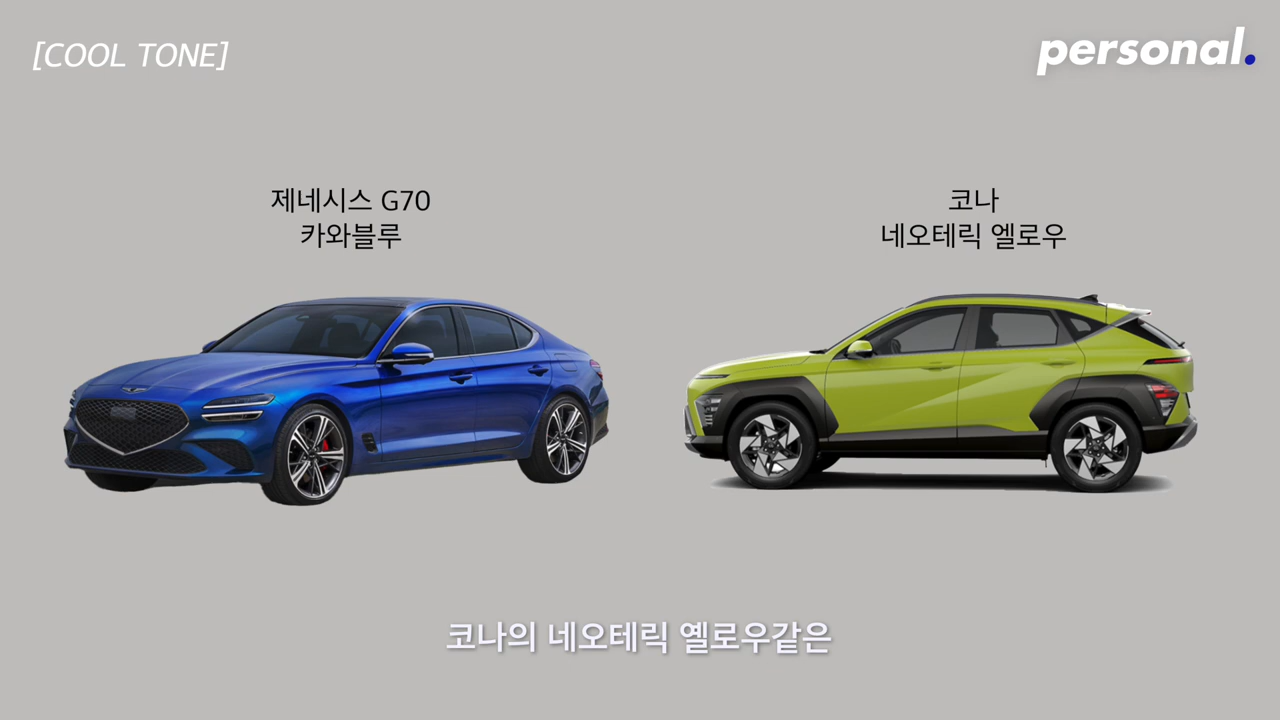 [COOL TONE]
personal.
제네시스 G70
카와블루
코나
네오테릭 엘로우
코나의 네오테릭 옐로우같은